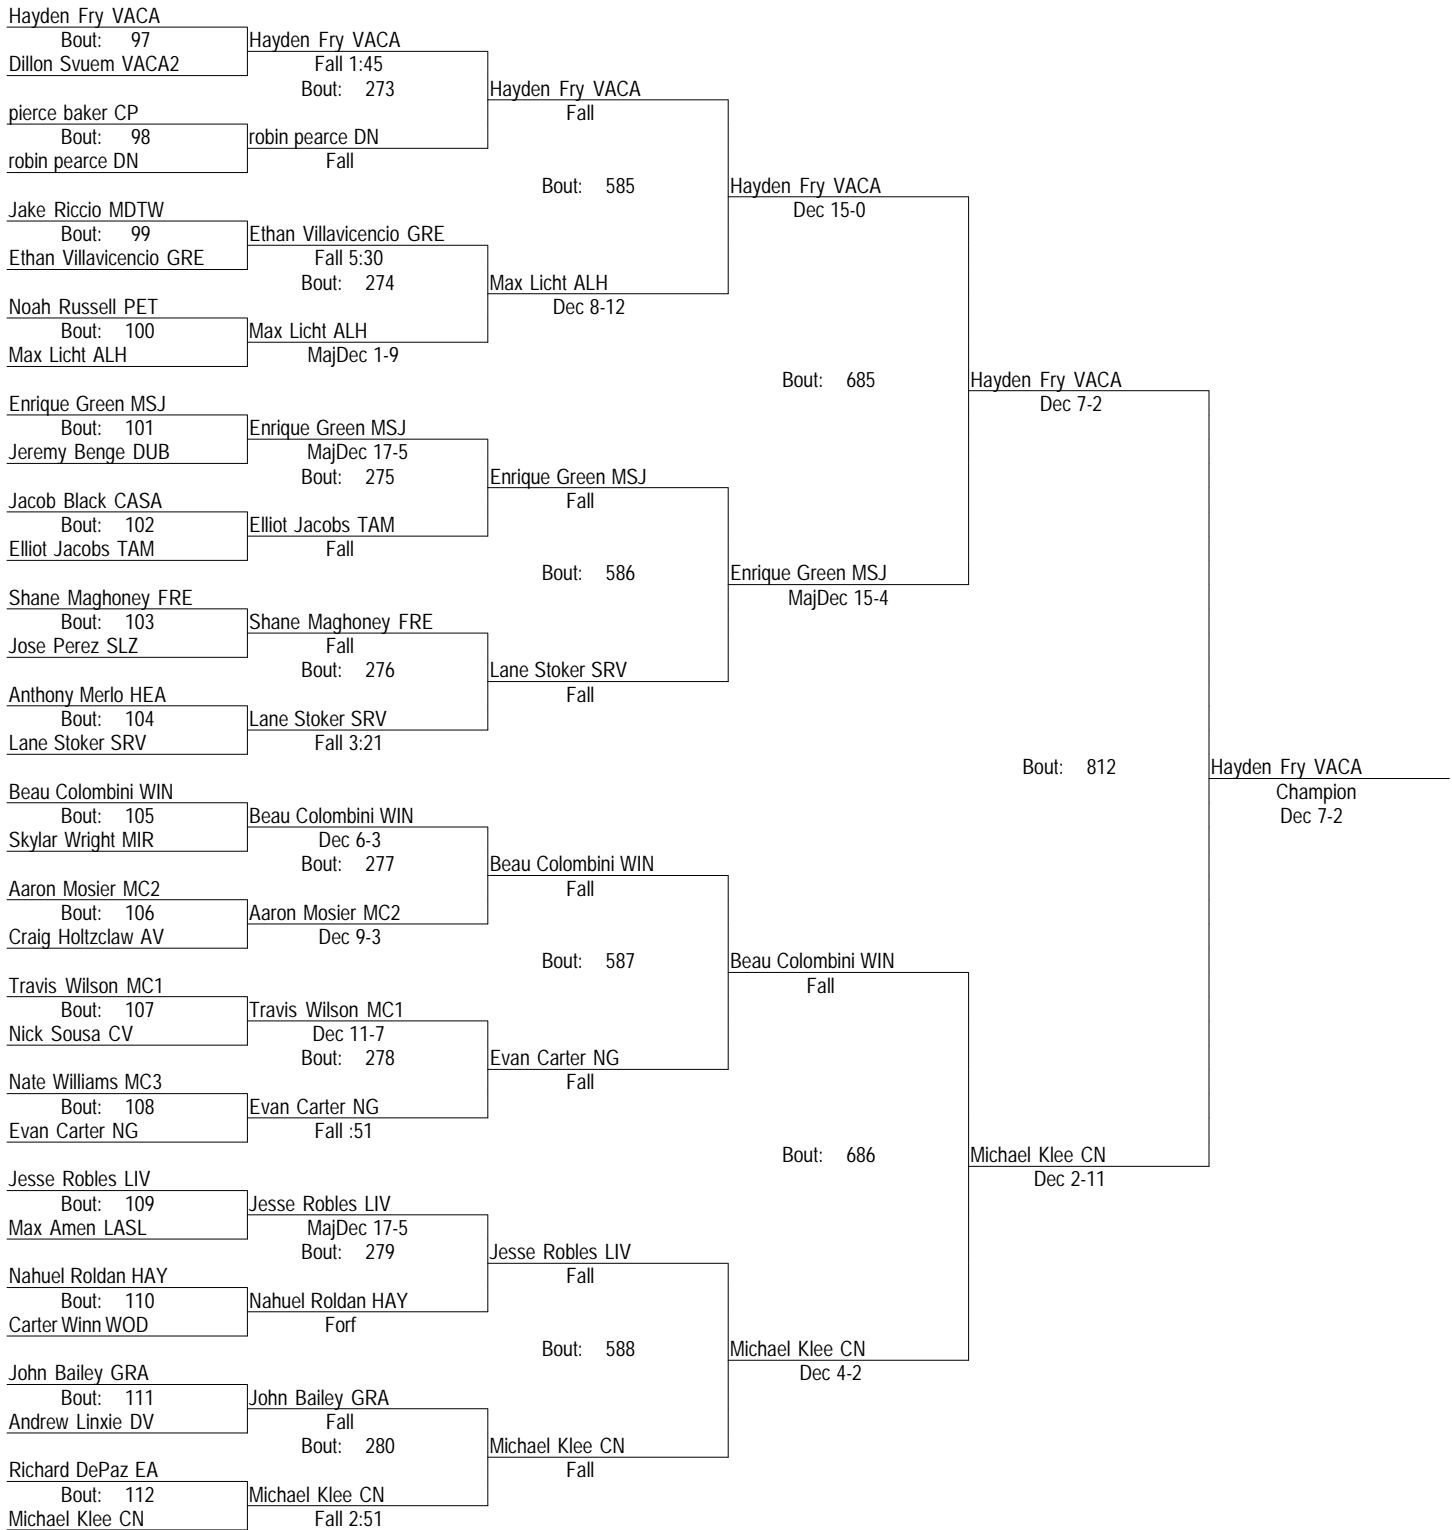 Hayden Fry VACA
Bout: 97
Hayden Fry VACA
Dillon Svuem VACA2
Fall 1:45
Bout: 273
Hayden Fry VACA
pierce baker CP
Fall
Bout: 98
robin pearce DN
robin pearce DN
Fall
Bout: 585
Hayden Fry VACA
Jake Riccio MDTW
Dec 15-0
Bout: 99
Ethan Villavicencio GRE
Ethan Villavicencio GRE
Fall 5:30
Bout: 274
Max Licht ALH
Noah Russell PET
Dec 8-12
Bout: 100
Max Licht ALH
Max Licht ALH
MajDec 1-9
Bout: 685
Hayden Fry VACA
Enrique Green MSJ
Dec 7-2
Bout: 101
Enrique Green MSJ
Jeremy Benge DUB
MajDec 17-5
Bout: 275
Enrique Green MSJ
Jacob Black CASA
Fall
Bout: 102
Elliot Jacobs TAM
Elliot Jacobs TAM
Fall
Bout: 586
Enrique Green MSJ
Shane Maghoney FRE
MajDec 15-4
Bout: 103
Shane Maghoney FRE
Jose Perez SLZ
Fall
Bout: 276
Lane Stoker SRV
Anthony Merlo HEA
Fall
Bout: 104
Lane Stoker SRV
Lane Stoker SRV
Fall 3:21
Bout: 812
Hayden Fry VACA
Beau Colombini WIN
Champion
Bout: 105
Beau Colombini WIN
Dec 7-2
Skylar Wright MIR
Dec 6-3
Bout: 277
Beau Colombini WIN
Aaron Mosier MC2
Fall
Bout: 106
Aaron Mosier MC2
Craig Holtzclaw AV
Dec 9-3
Bout: 587
Beau Colombini WIN
Travis Wilson MC1
Fall
Bout: 107
Travis Wilson MC1
Nick Sousa CV
Dec 11-7
Bout: 278
Evan Carter NG
Nate Williams MC3
Fall
Bout: 108
Evan Carter NG
Evan Carter NG
Fall :51
Bout: 686
Michael Klee CN
Jesse Robles LIV
Dec 2-11
Bout: 109
Jesse Robles LIV
Max Amen LASL
MajDec 17-5
Bout: 279
Jesse Robles LIV
Nahuel Roldan HAY
Fall
Bout: 110
Nahuel Roldan HAY
Carter Winn WOD
Forf
Bout: 588
Michael Klee CN
John Bailey GRA
Dec 4-2
Bout: 111
John Bailey GRA
Andrew Linxie DV
Fall
Bout: 280
Michael Klee CN
Richard DePaz EA
Fall
Bout: 112
Michael Klee CN
Michael Klee CN
Fall 2:51